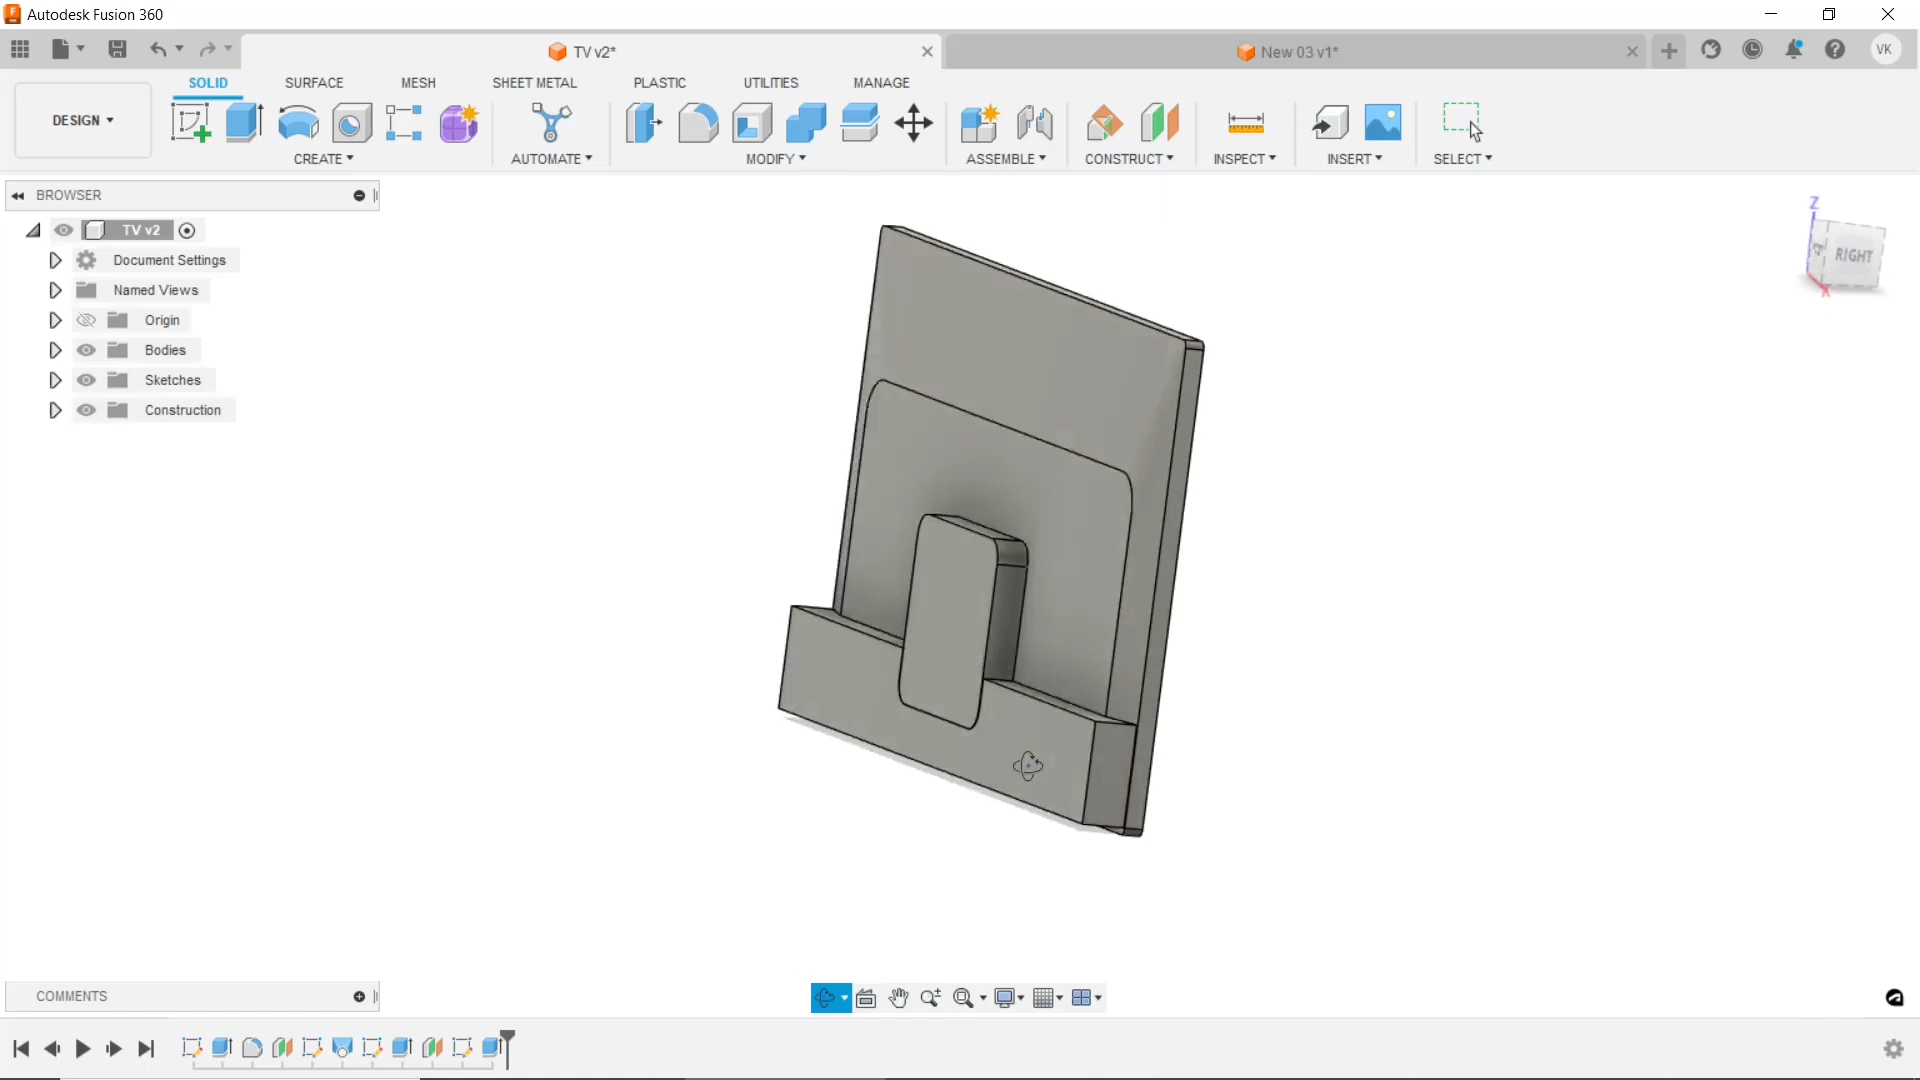 Autodesk Fusion 360
TV v2*
New 03 v1*
VK
DESIGN
SOLID
SURFACE
MESH
SHEET METAL
PLASTIC
UTILITIES
MANAGE
CREATE
AUTOMATE
MODIFY
ASSEMBLE
CONSTRUCT
INSPECT
INSERT
SELECT
BROWSER
TV v2
Document Settings
Named Views
Origin
Bodies
Sketches
Construction
Z
RIGHT
X
COMMENTS